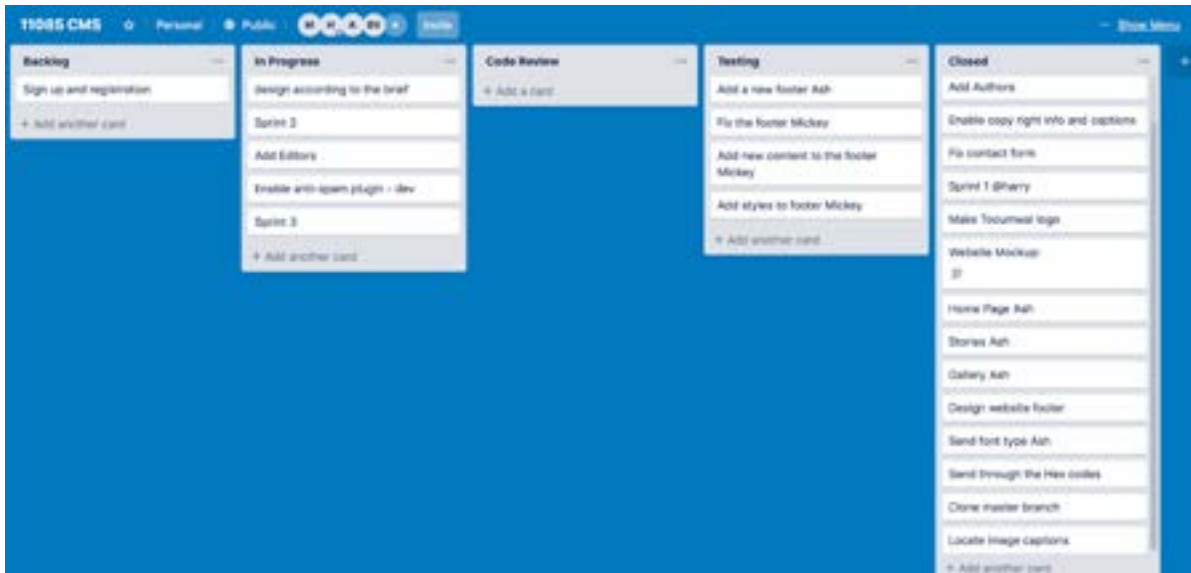 11085 CMS
Personal
Public
Invite
Show Menu
Backlog
Sign up and registration
+ Add another card
In Progress
design according to the brief
Sprint 2
Add Editors
Enable anti-spam plugin - dev
Sprint 3
+ Add another card
Code Review
+ Add a card
Testing
Add a new footer Ash
Fix the footer Mickey
Add new content to the footer
Mickey
Add styles to footer Mickey
+ Add another card
Closed
Add Authors
Enable copy right info and captions
Fix contact form
Sprint 1 @harry
Make Tocumwal logo
Website Mockup
Home Page Ash
Stories Ash
Gallery Ash
Design website footer
Send font type Ash
Send through the Hex codes
Clone master branch
Locate image captions
+ Add another card